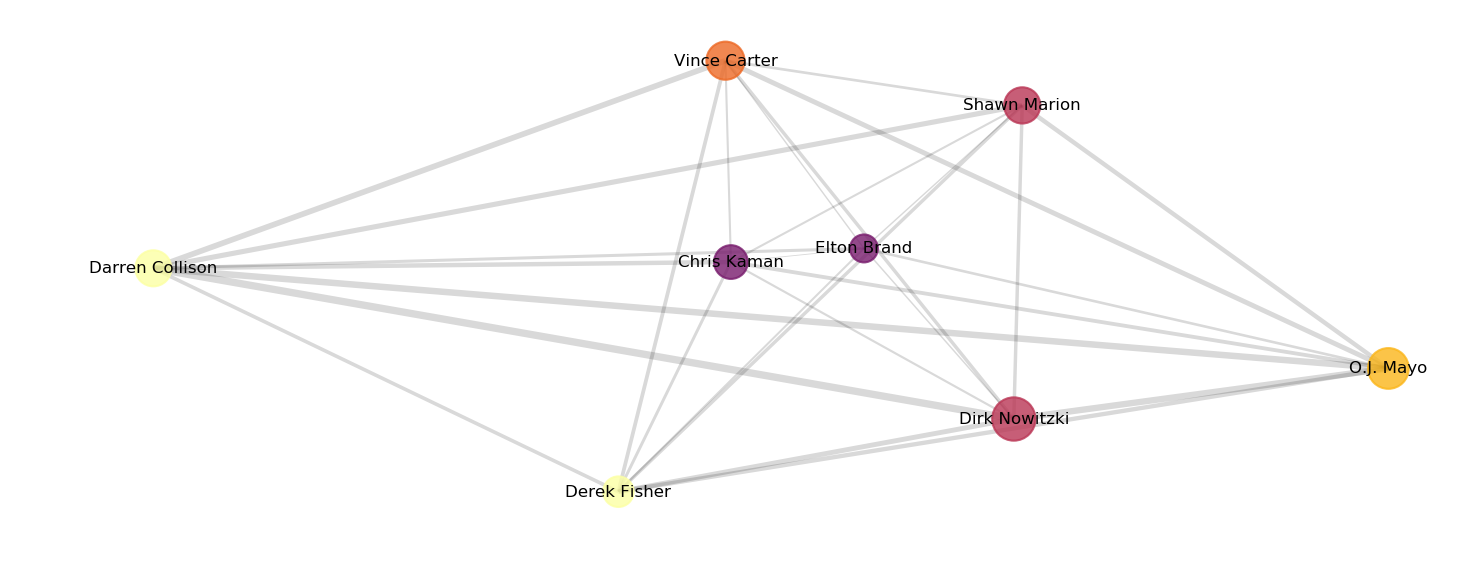 Vince Carter
Shawn Marion
Elton Brand
Chris Kaman
Darren Collison
O.J. Mayo
Dirk Nowitzki
Derek Fisher